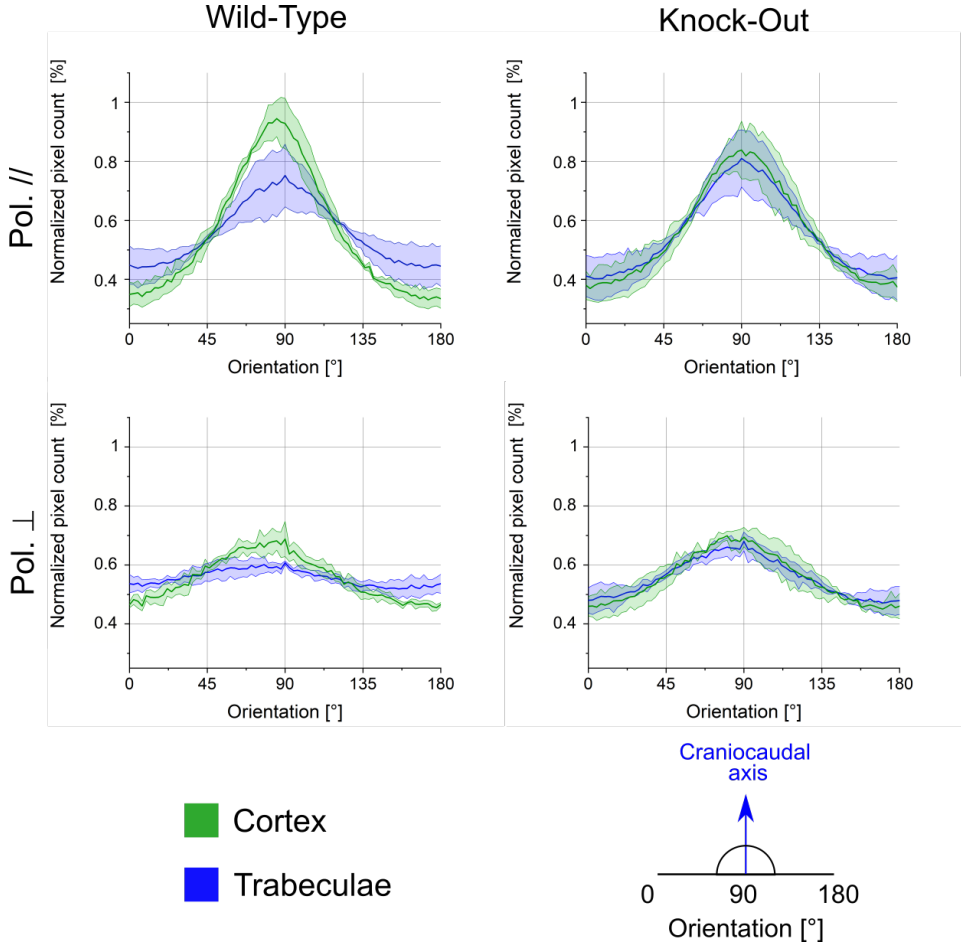 Wild-Type
Knock-Out
Pol. //
Normalized pixel count [%]
1
0.8
0.6
0.4
0
45
90
135
180
Orientation [°]
Normalized pixel count [%]
1
0.8
0.6
0.4
0
45
90
135
180
Orientation [°]
Pol. ⊥
Normalized pixel count [%]
1
0.8
0.6
0.4
0
45
90
135
180
Orientation [°]
Normalized pixel count [%]
1
0.8
0.6
0.4
0
45
90
135
180
Orientation [°]
Cortex
Trabeculae
Craniocaudal
axis
0
90
180
Orientation [°]